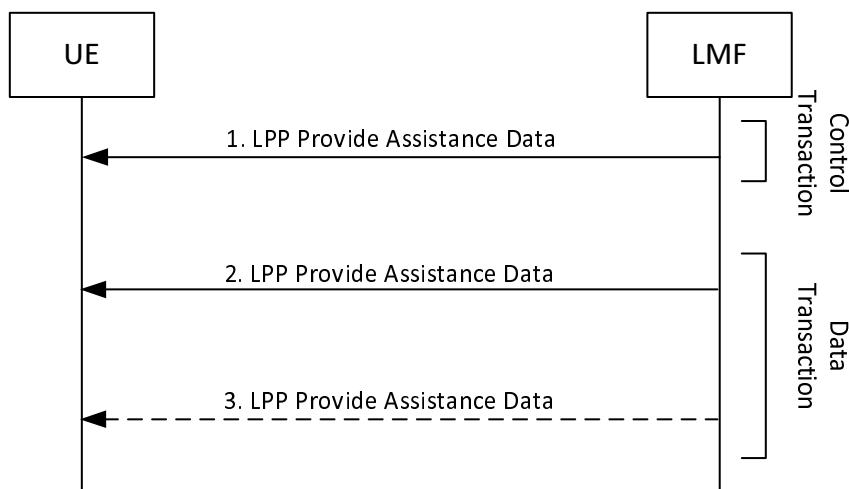 UE
LMF
1. LPP Provide Assistance Data
Control
Transaction
2. LPP Provide Assistance Data
Data
Transaction
3. LPP Provide Assistance Data